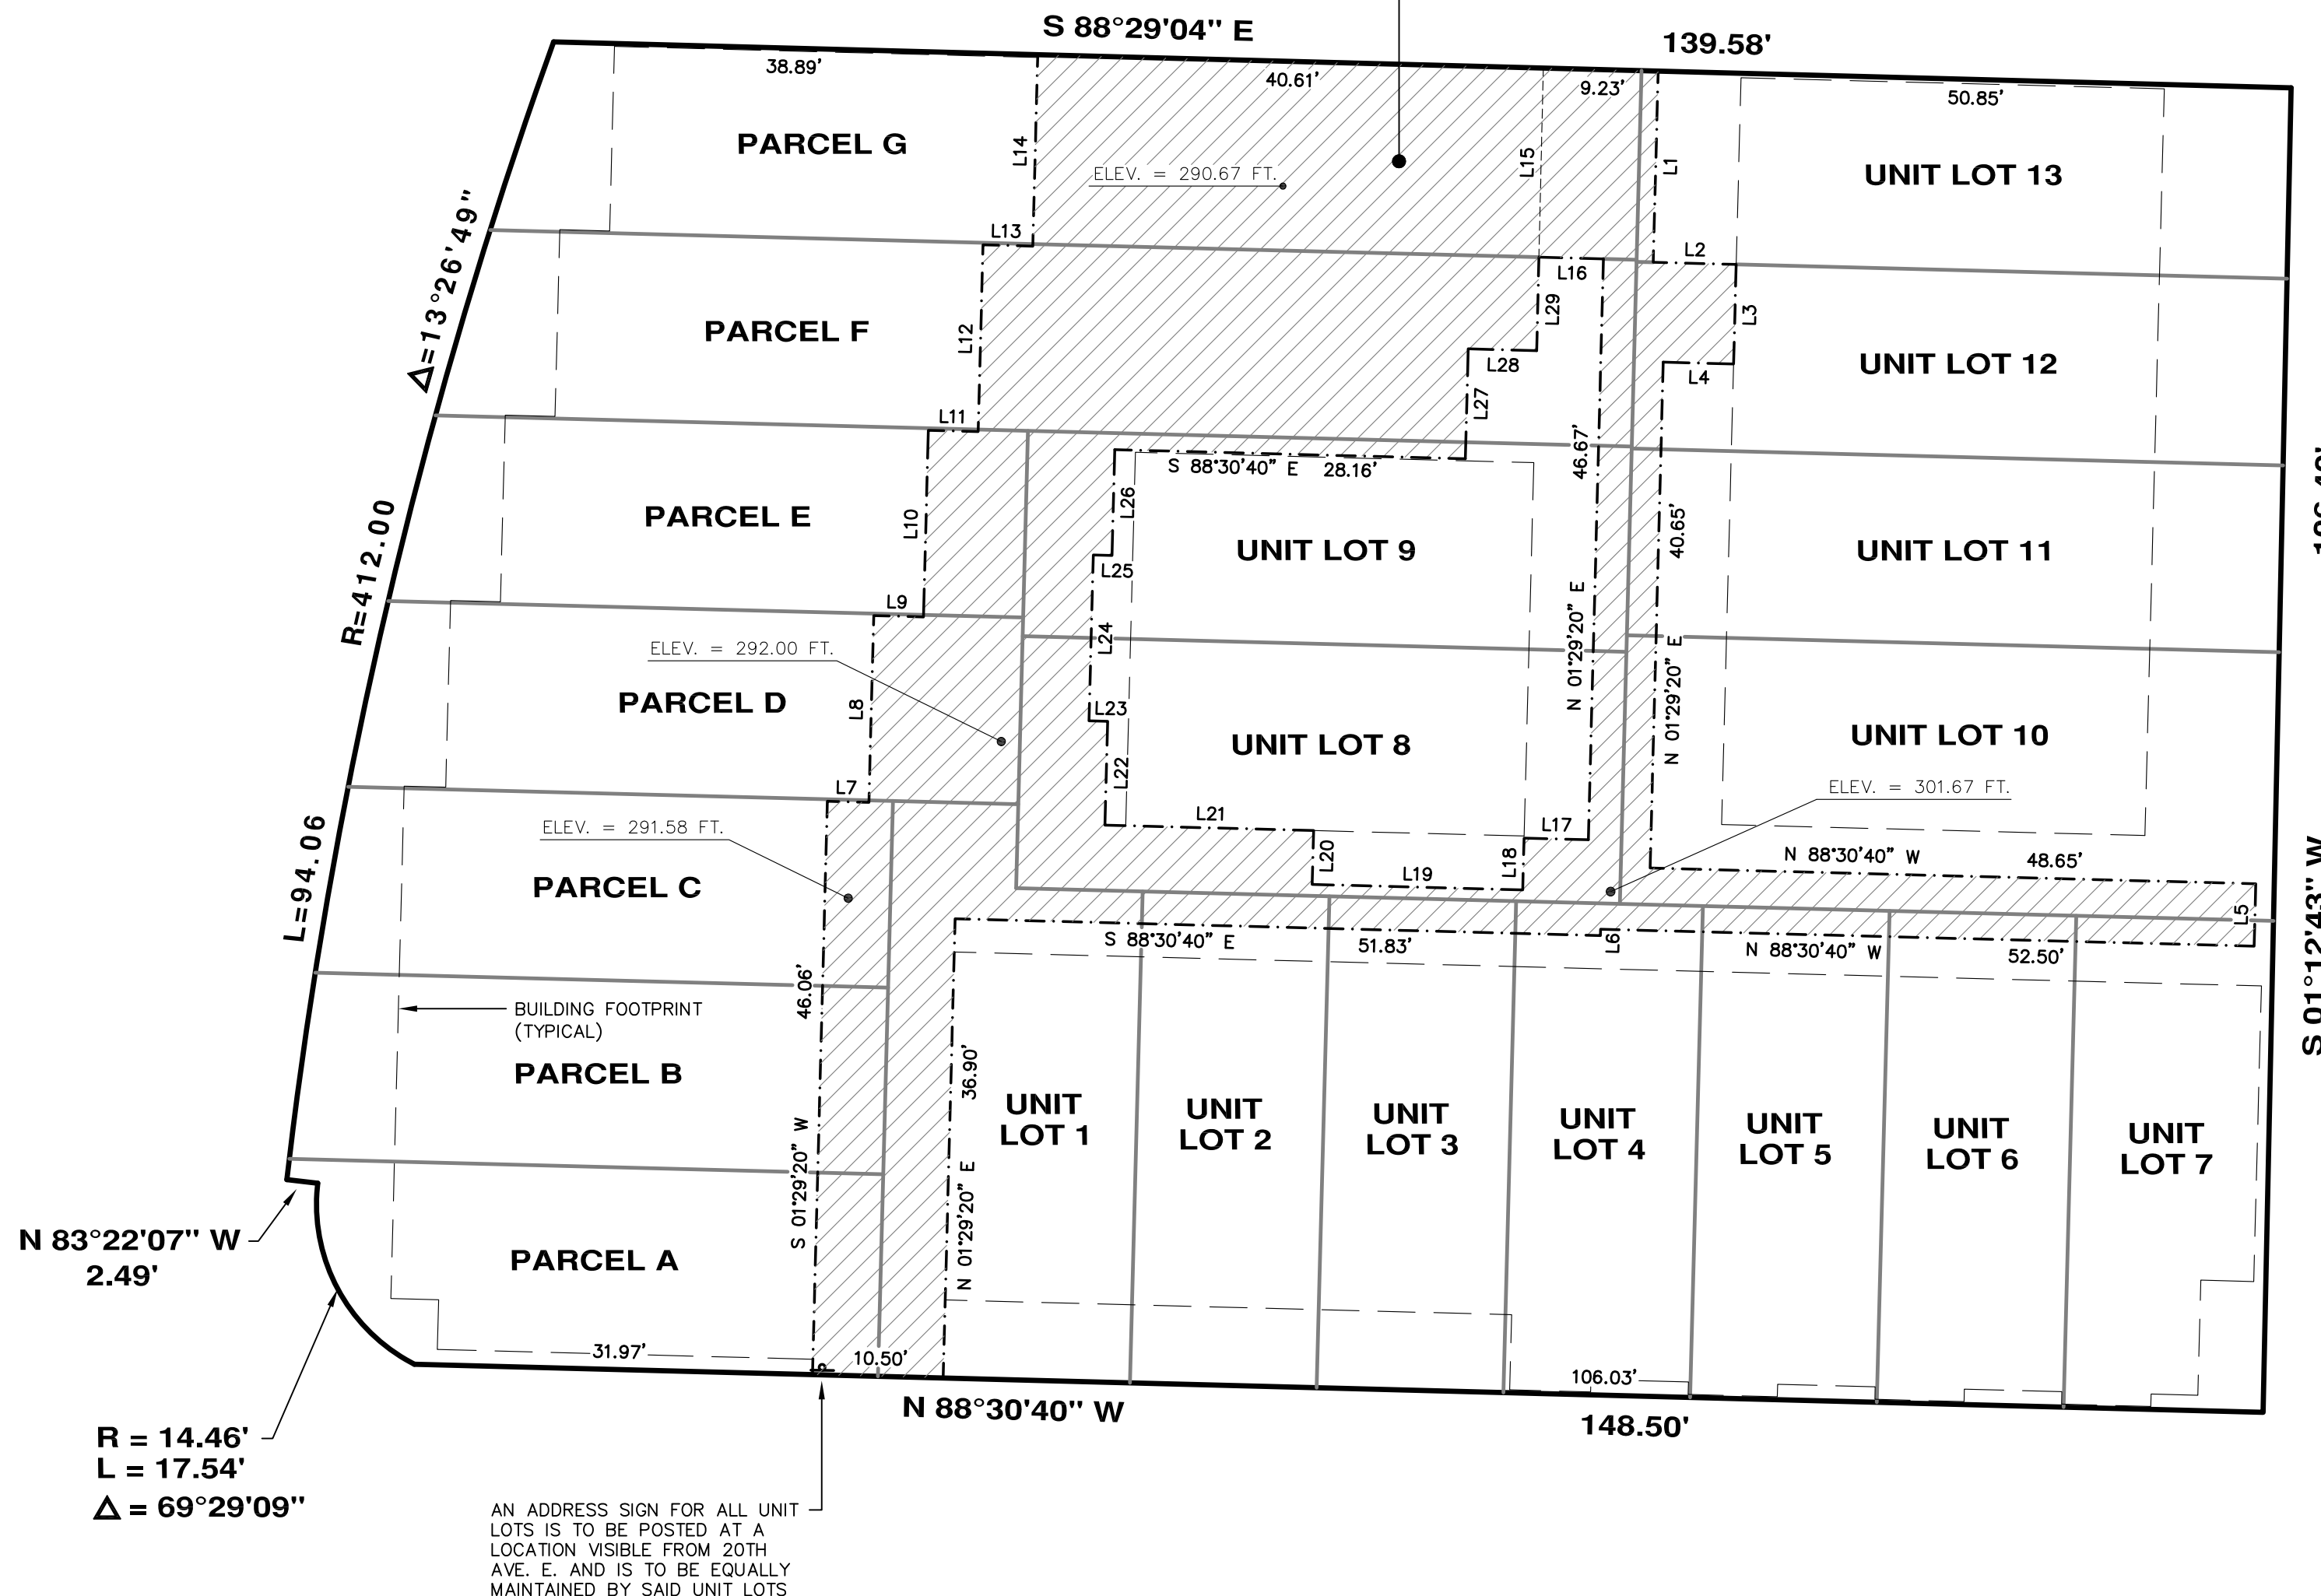 S 88°29'04" E
139.58'
38.89'
40.61'
9.23'
50.85'
PARCEL G
L14
ELEV. = 290.67 FT.
L15
L1
UNIT LOT 13
L13
L16
L2
Δ=13°26'49"
PARCEL F
L12
L29
L3
L28
L4
UNIT LOT 12
L27
L11
S 88°30'40" E 28.16'
46.67'
R=412.00
PARCEL E
L10
L26
L25
UNIT LOT 9
40.65'
UNIT LOT 11
L9
L24
N 01°29'20" E
ELEV. = 292.00 FT.
PARCEL D
L8
L23
L22
UNIT LOT 8
N 01°29'20" E
UNIT LOT 10
L7
ELEV. = 301.67 FT.
L21
L17
ELEV. = 291.58 FT.
L=94.06
PARCEL C
L20
L19
L18
N 88°30'40" W
48.65'
L5
S 01°12'43" W
S 88°30'40" E
51.83'
L6
N 88°30'40" W
52.50'
46.06'
BUILDING FOOTPRINT
(TYPICAL)
PARCEL B
36.90'
UNIT
LOT 1
UNIT
LOT 2
UNIT
LOT 3
UNIT
LOT 4
UNIT
LOT 5
UNIT
LOT 6
UNIT
LOT 7
S 01°29'20" W
N 01°29'20" E
N 83°22'07" W
2.49'
PARCEL A
31.97'
10.50'
106.03'
N 88°30'40" W
148.50'
R = 14.46'
L = 17.54'
Δ = 69°29'09"
AN ADDRESS SIGN FOR ALL UNIT
LOTS IS TO BE POSTED AT A
LOCATION VISIBLE FROM 20TH
AVE. E. AND IS TO BE EQUALLY
MAINTAINED BY SAID UNIT LOTS